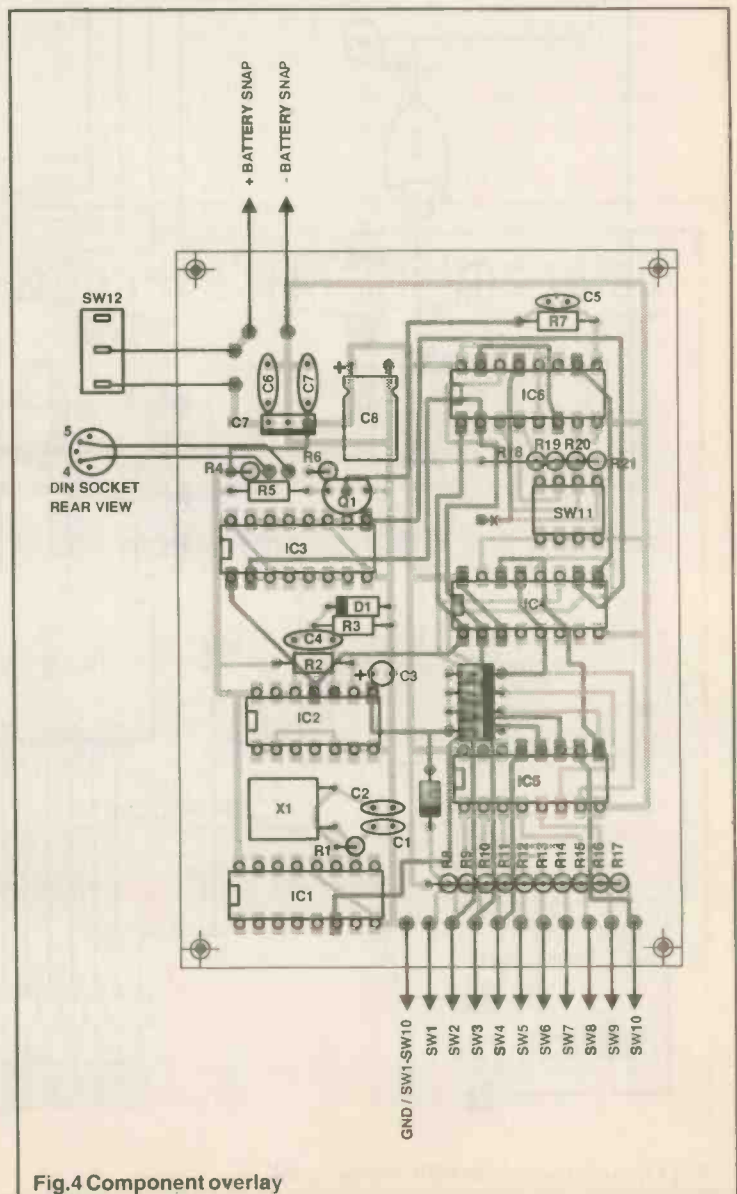 + BATTERY SNAP
- BATTERY SNAP
SW12
5
4
DIN SOCKET
REAR VIEW
C5
R7
C6
C7
+
C8
C7
IC6
R4
R6
R5
Q1
R18
R19
R20
R21
X
SW11
IC3
D1
R3
C4
R2
+
C3
IC2
IC5
X1
C2
C1
R1
IC1
R8
R9
R10
R11
R12
R13
R14
R15
R16
R17
GND / SW1-SW10
SW1
SW2
SW3
SW4
SW5
SW6
SW7
SW8
SW9
SW10
Fig.4 Component overlay